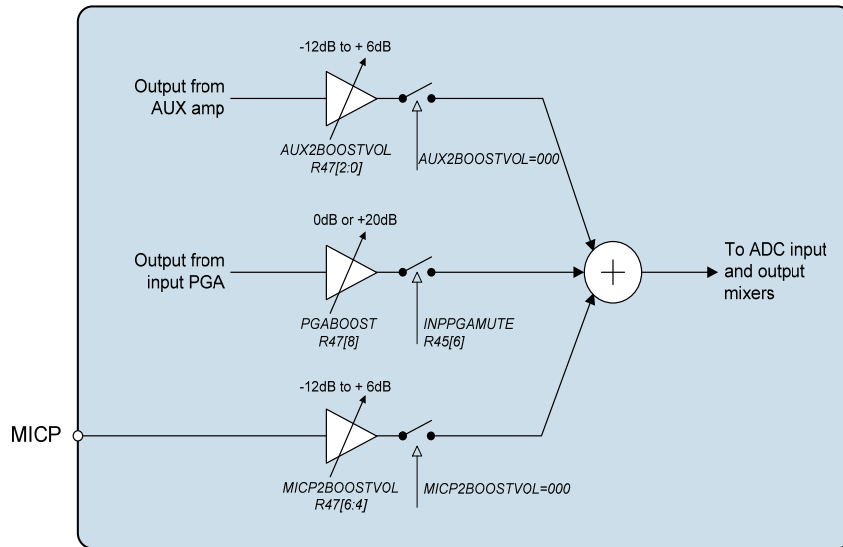 -12dB to + 6dB
Output from
AUX amp
AUX2BOOSTVOL
R47[2:0]
AUX2BOOSTVOL=000
0dB or +20dB
Output from
input PGA
PGABOOST
R47[8]
INPPGAMUTE
R45[6]
+
To ADC input
and output
mixers
-12dB to + 6dB
MICP
MICP2BOOSTVOL
R47[6:4]
MICP2BOOSTVOL=000